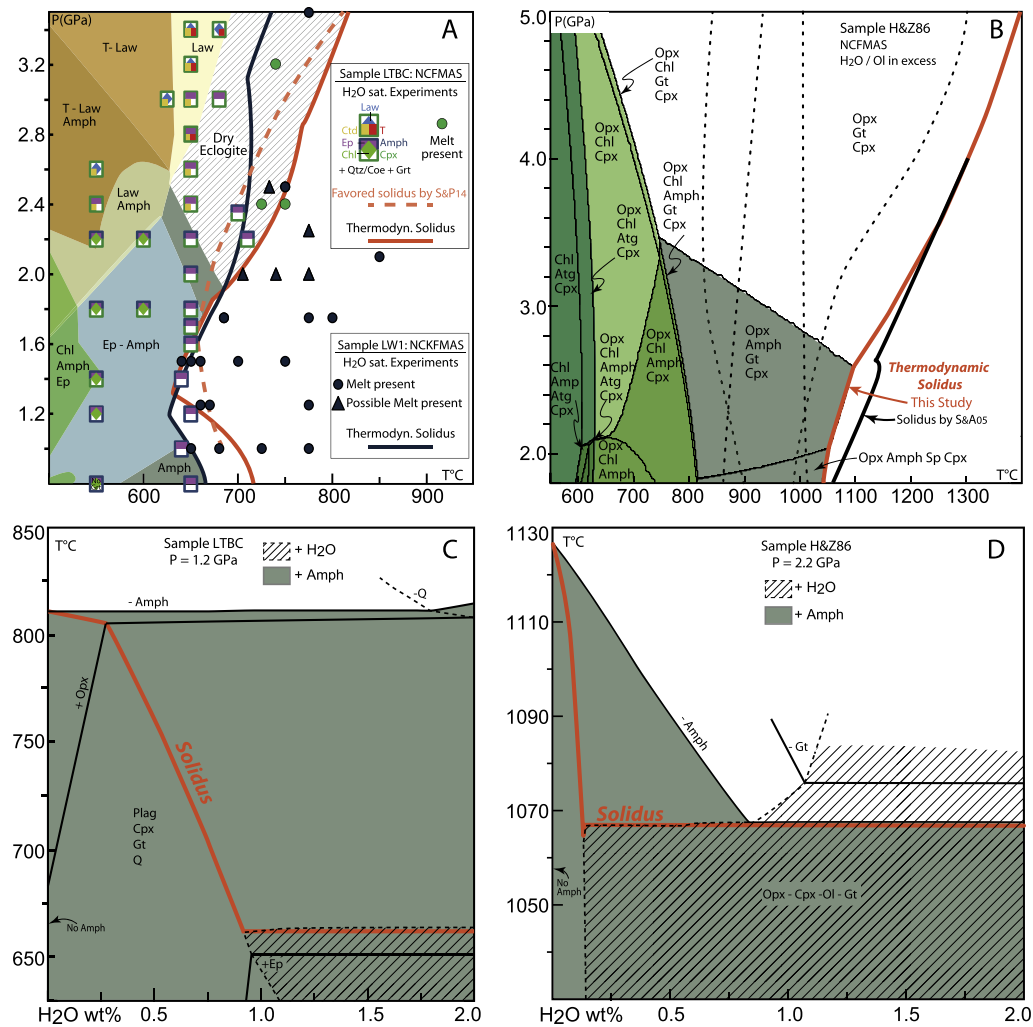 P(GPa)
A
T- Law
Law
3.2
T - Law
Amph
2.8
Dry
Eclogite
Law
Amph
2.4
2.0
Ep - Amph
1.6
Chl
Amph
Ep
1.2
Amph
No
600
700
800
900
T°C
Sample LTBC: NCFMAS
H2O sat. Experiments
Law
Ctd
T
Ep
Amph
Chl
Cpx
+ Qtz/Coe + Grt
Melt
present
Favored solidus by S&P14
Thermodyn. Solidus
Sample LW1: NCKFMAS
H2O sat. Experiments
Melt present
Possible Melt present
Thermodyn. Solidus
5.0
P(GPa)
B
Sample H&Z86
NCFMAS
H2O / Ol in excess
Opx
Chl
Gt
Cpx
Opx
Gt
Cpx
Opx
Chl
Cpx
4.0
Opx
Chl
Amph
Gt
Cpx
Opx
Chl
Atg
Cpx
Chl
Atg
Cpx
3.0
Opx
Amph
Gt
Cpx
Opx
Chl
Amph
Atg
Cpx
Opx
Chl
Amph
Cpx
Chl
Amp
Atg
Cpx
Thermodynamic
Solidus
This Study
Solidus by S&A05
2.0
Opx
Chl
Amph
Opx Amph Sp Cpx
600
700
800
900
1000
1100
1200
1300
T°C
850
T°C
Sample LTBC
P = 1.2 GPa
+ H2O
+ Amph
C
- Amph
-Q
800
+ Opx
750
Solidus
Plag
Cpx
Gt
Q
700
No Amph
650
+Ep
H2O wt%
0.5
1.0
1.5
2.0
1130
T°C
Sample H&Z86
P = 2.2 GPa
+ H2O
+ Amph
D
1110
1090
- Amph
- Gt
1070
Solidus
No
Amph
Opx - Cpx -Ol - Gt
1050
H2O wt%
0.5
1.0
1.5
2.0